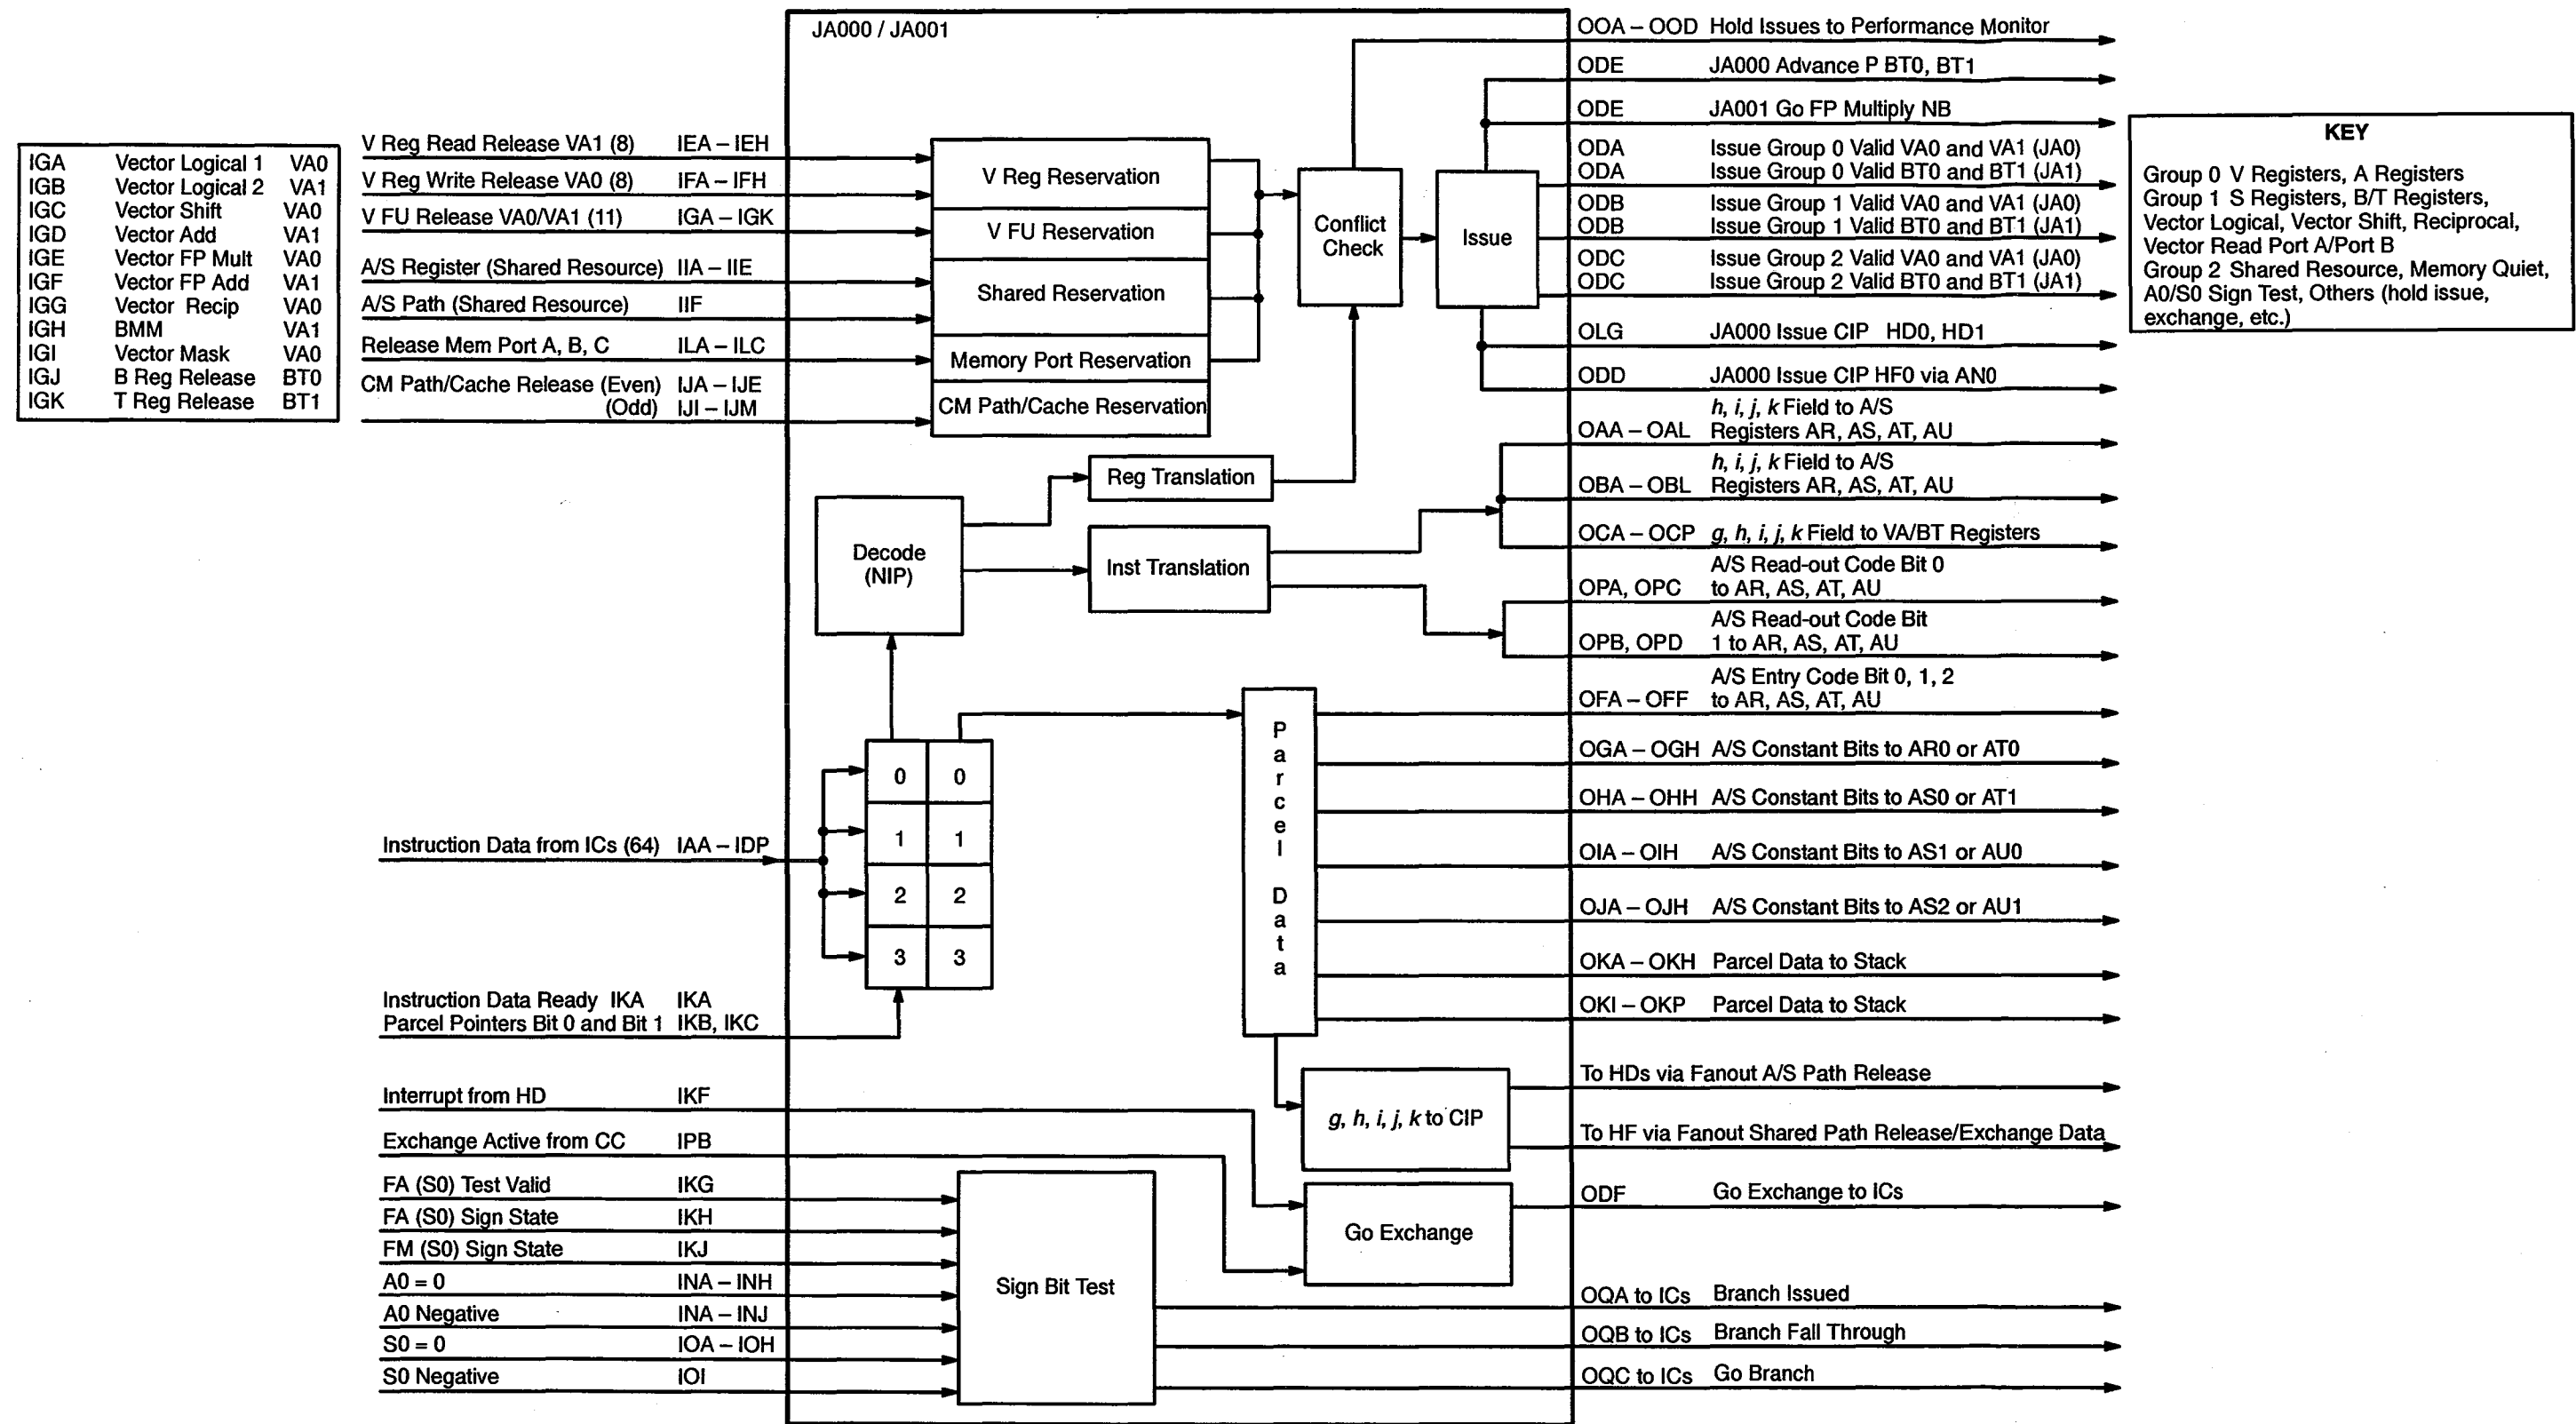 JA000 / JA001
IGA Vector Logical 1 VA0
IGB Vector Logical 2 VA1
IGC Vector Shift VA0
IGD Vector Add VA1
IGE Vector FP Mult VA0
IGF Vector FP Add VA1
IGG Vector Recip VA0
IGH BMM VA1
IGI Vector Mask VA0
IGJ B Reg Release BT0
IGK T Reg Release BT1
V Reg Read Release VA1 (8) IEA – IEH
V Reg Write Release VA0 (8) IFA – IFH
V FU Release VA0/VA1 (11) IGA – IGK
A/S Register (Shared Resource) IIA – IIE
A/S Path (Shared Resource) IIF
Release Mem Port A, B, C ILA – ILC
CM Path/Cache Release (Even) IJA – IJE
(Odd) IJI – IJM
V Reg Reservation
V FU Reservation
Shared Reservation
Memory Port Reservation
CM Path/Cache Reservation
Conflict
Check
Issue
Reg Translation
Decode
(NIP)
Inst Translation
0 0
1 1
2 2
3 3
Instruction Data from ICs (64) IAA – IDP
Instruction Data Ready IKA IKA
Parcel Pointers Bit 0 and Bit 1 IKB, IKC
Parcel Data
Interrupt from HD IKF
Exchange Active from CC IPB
FA (S0) Test Valid IKG
FA (S0) Sign State IKH
FM (S0) Sign State IKJ
A0 = 0 INA – INH
A0 Negative INA – INJ
S0 = 0 IOA – IOH
S0 Negative IOI
Sign Bit Test
g, h, i, j, k to CIP
Go Exchange
OOA – OOD Hold Issues to Performance Monitor
ODE JA000 Advance P BT0, BT1
ODE JA001 Go FP Multiply NB
ODA Issue Group 0 Valid VA0 and VA1 (JA0)
ODA Issue Group 0 Valid BT0 and BT1 (JA1)
ODB Issue Group 1 Valid VA0 and VA1 (JA0)
ODB Issue Group 1 Valid BT0 and BT1 (JA1)
ODC Issue Group 2 Valid VA0 and VA1 (JA0)
ODC Issue Group 2 Valid BT0 and BT1 (JA1)
OLG JA000 Issue CIP HD0, HD1
ODD JA000 Issue CIP HF0 via AN0
h, i, j, k Field to A/S
OAA – OAL Registers AR, AS, AT, AU
h, i, j, k Field to A/S
OBA – OBL Registers AR, AS, AT, AU
OCA – OCP g, h, i, j, k Field to VA/BT Registers
A/S Read-out Code Bit 0
OPA, OPC to AR, AS, AT, AU
A/S Read-out Code Bit
OPB, OPD 1 to AR, AS, AT, AU
A/S Entry Code Bit 0, 1, 2
OFA – OFF to AR, AS, AT, AU
OGA – OGH A/S Constant Bits to AR0 or AT0
OHA – OHH A/S Constant Bits to AS0 or AT1
OIA – OIH A/S Constant Bits to AS1 or AU0
OJA – OJH A/S Constant Bits to AS2 or AU1
OKA – OKH Parcel Data to Stack
OKI – OKP Parcel Data to Stack
To HDs via Fanout A/S Path Release
To HF via Fanout Shared Path Release/Exchange Data
ODF Go Exchange to ICs
OQA to ICs Branch Issued
OQB to ICs Branch Fall Through
OQC to ICs Go Branch
KEY
Group 0 V Registers, A Registers
Group 1 S Registers, B/T Registers,
Vector Logical, Vector Shift, Reciprocal,
Vector Read Port A/Port B
Group 2 Shared Resource, Memory Quiet,
A0/S0 Sign Test, Others (hold issue,
exchange, etc.)